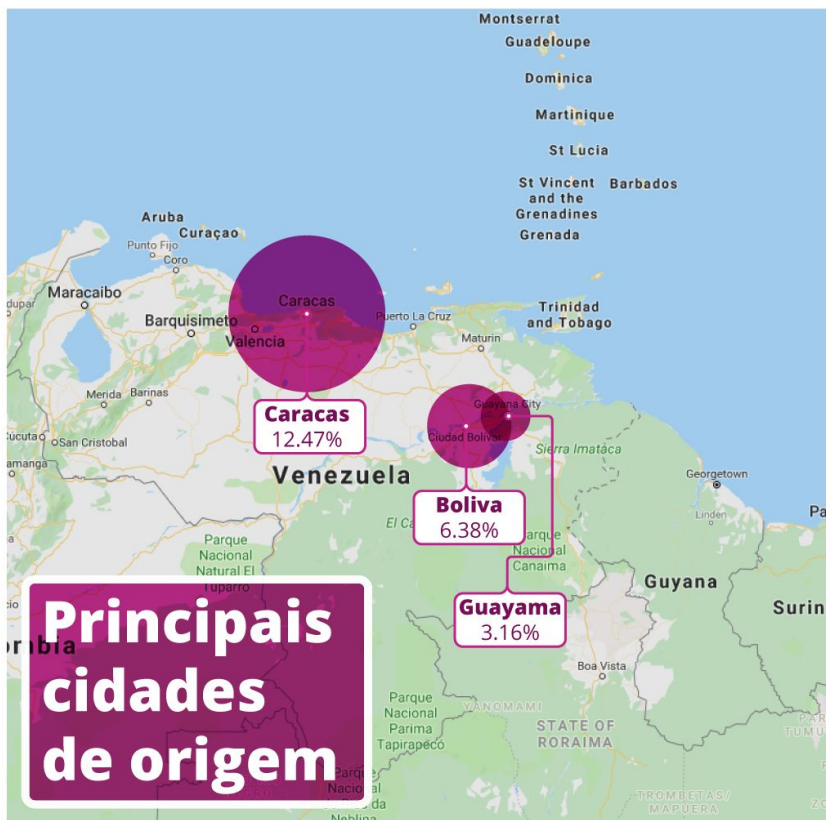 Montserrat
Guadeloupe
Dominica
Martinique
St Lucia
St Vincent
and the
Grenadines
Barbados
Grenada
Aruba
Curaçao
Punto Fijo
Coro
Maracaibo
Caracas
Barquisimeto
Valencia
Puerto La Cruz
Trinidad
and Tobago
Maturin
Merida
Barinas
Caracas
12.47%
Guayana City
Ciudad Bolivar
Cucuta
San Cristobal
Sierra Imataca
Venezuela
Georgetown
Linden
Boliva
6.38%
Parque
Nacional
Canaima
Parque
Nacional
Natural El
Tuparro
Guyana
Guayama
3.16%
Surin
Principais
cidades
de origem
Boa Vista
YANOMAMI
STATE OF
RORAIMA
Parque
Nacional
Parima
Tapirapecó
TROMBETAS/
MAPUERA